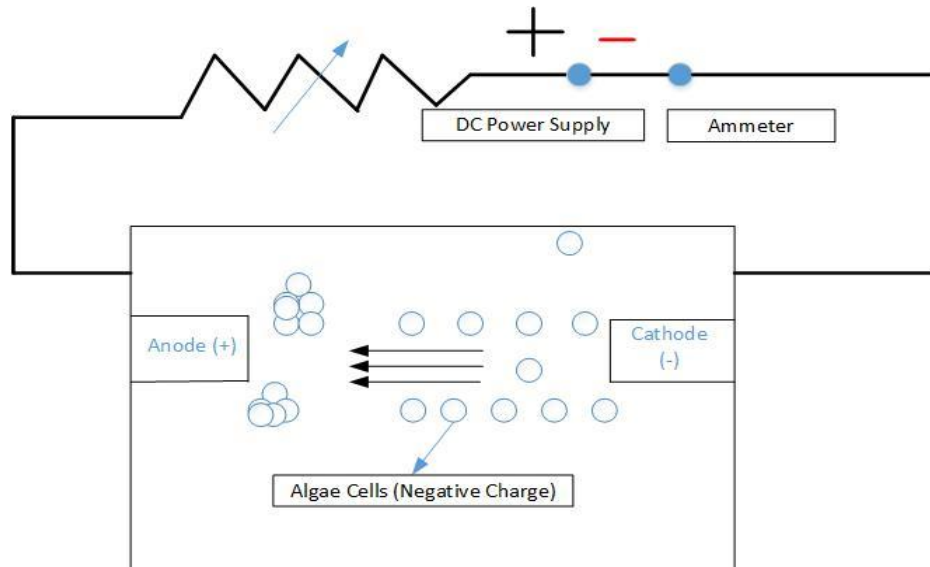 + −
DC Power Supply
Ammeter
Anode (+)
Cathode
(-)
Algae Cells (Negative Charge)